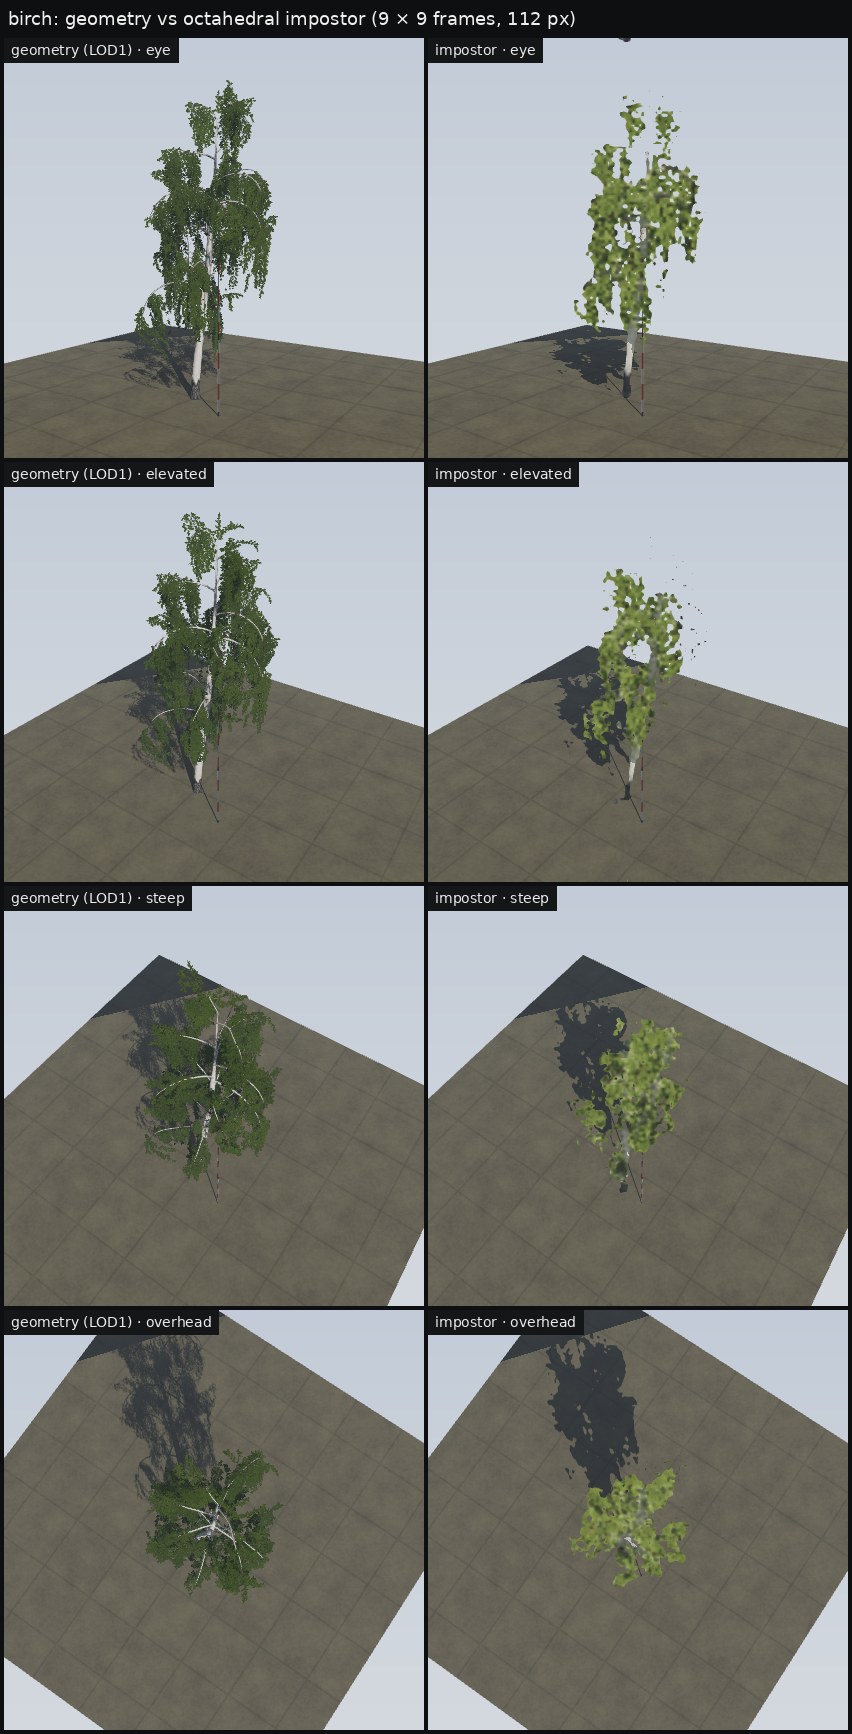 birch: geometry vs octahedral impostor (9 × 9 frames, 112 px)
geometry (LOD1) · eye
impostor · eye
geometry (LOD1) · elevated
impostor · elevated
geometry (LOD1) · steep
impostor · steep
geometry (LOD1) · overhead
impostor · overhead